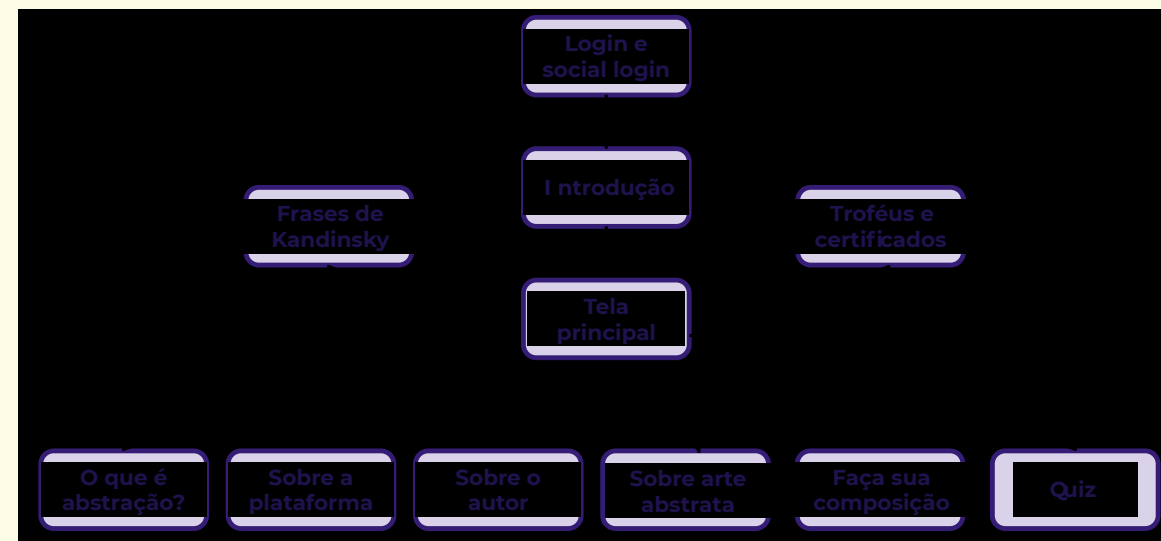 Login e
social login
Introdução
Frases de
Kandinsky
Troféus e
certificados
Tela
principal
O que é
abstração?
Sobre a
plataforma
Sobre o
autor
Sobre arte
abstrata
Faça sua
composição
Quiz